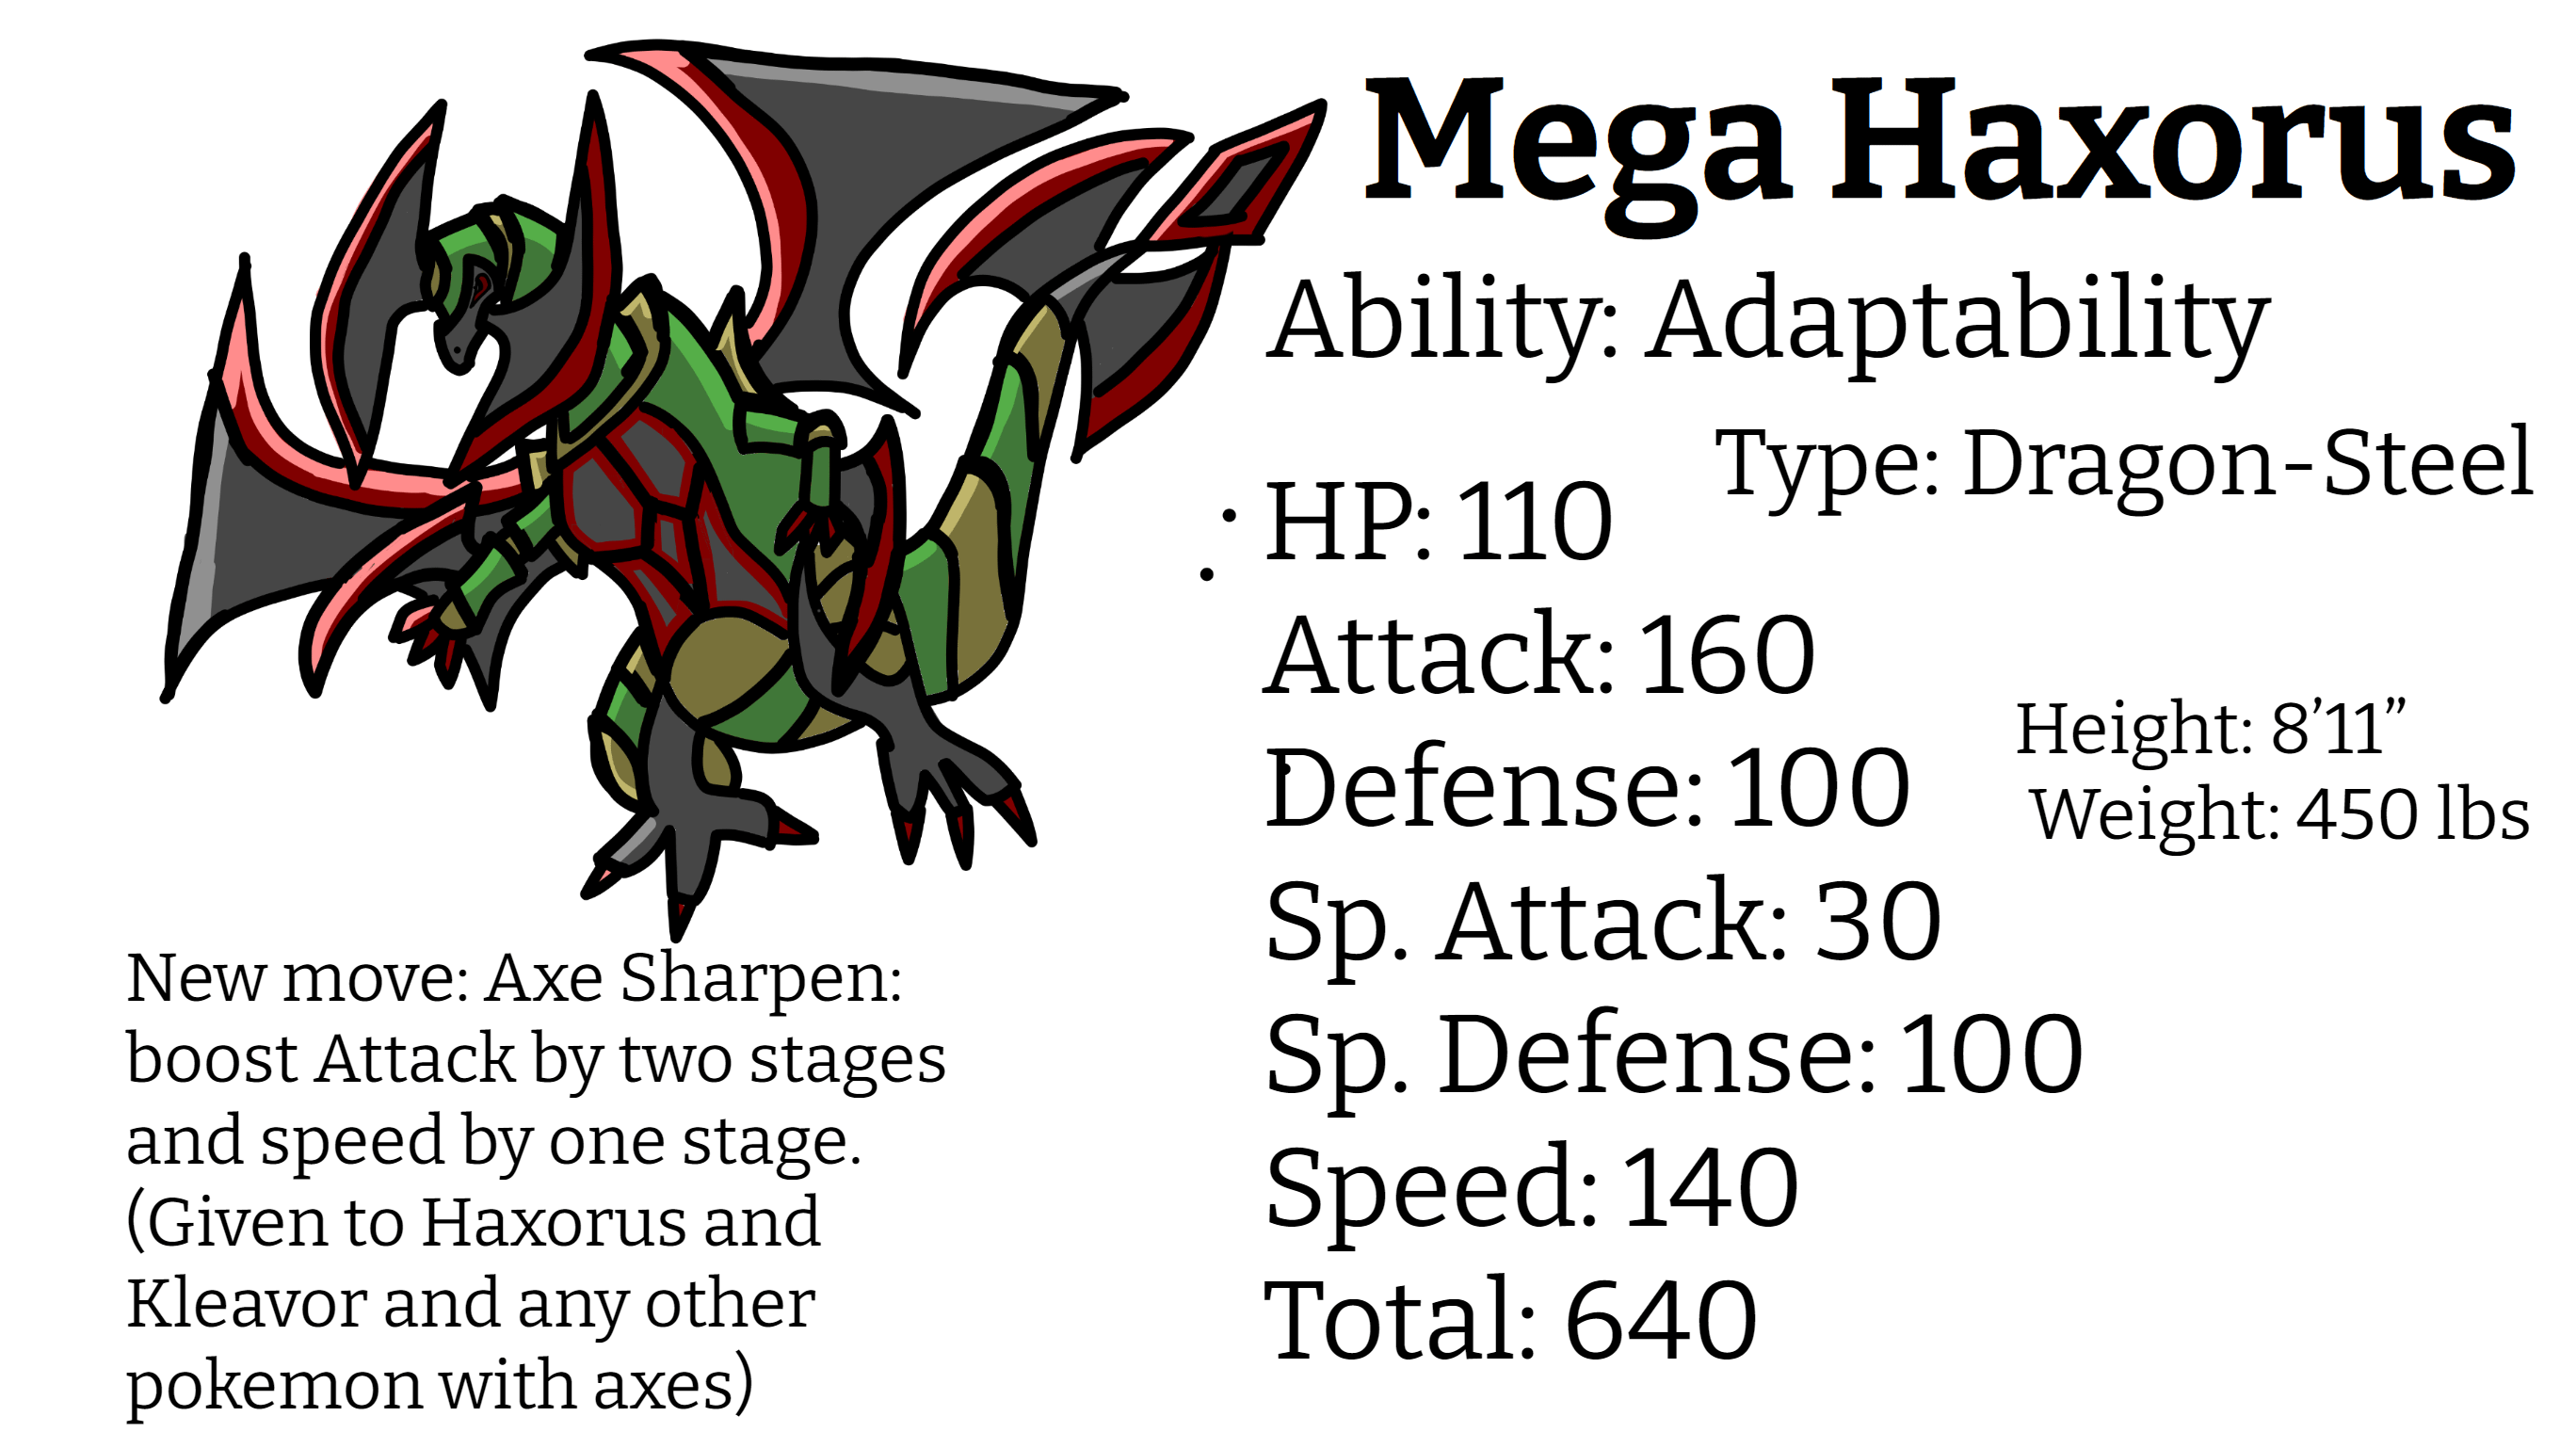 Mega Haxorus
Ability: Adaptability
Type: Dragon-Steel
HP: 110
Attack: 160
Defense: 100
Sp. Attack: 30
Sp. Defense: 100
Speed: 140
Total: 640
Height: 8’11”
Weight: 450 lbs
New move: Axe Sharpen:
boost Attack by two stages
and speed by one stage.
(Given to Haxorus and
Kleavor and any other
pokemon with axes)